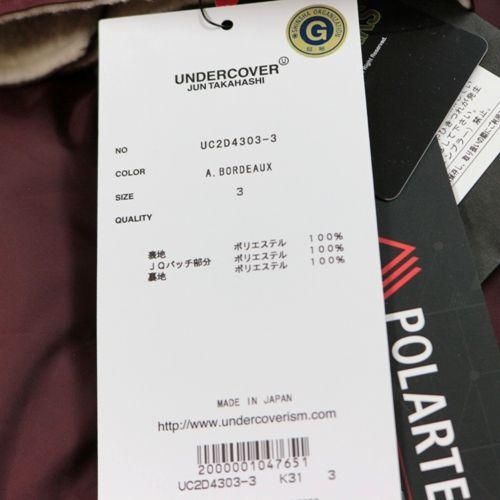 UNDERCOVER
JUN TAKAHASHI
NO UC2D4303-3
COLOR A.BORDEAUX
SIZE 3
QUALITY
表地 ポリエステル 100%
JQパッチ部分 ポリエステル 100%
裏地 ポリエステル 100%
MADE IN JAPAN
http://www.undercoverism.com/
2000001047651
UC2D4303-3 K31 3
G
POLARTE
ight Reserved.